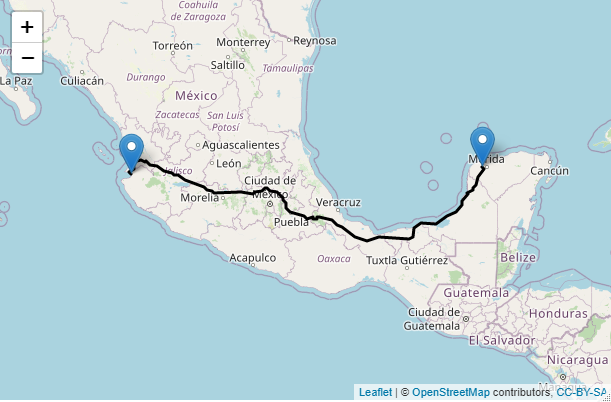 Coahuila
de Zaragoza
+
−
Monterrey
Reynosa
Torreón
Saltillo
La Paz
Culiacán
Durango
Tamaulipas
México
Zacatecas
San Luis
Potosí
Aguascalientes
León
Jalisco
Mérida
Cancún
Ciudad de
México
Morelia
Veracruz
Puebla
Acapulco
Oaxaca
Tuxtla Gutiérrez
Belize
Guatemala
Ciudad de
Guatemala
Honduras
El Salvador
Nicaragua
Managua
Leaflet | © OpenStreetMap contributors, CC-BY-SA